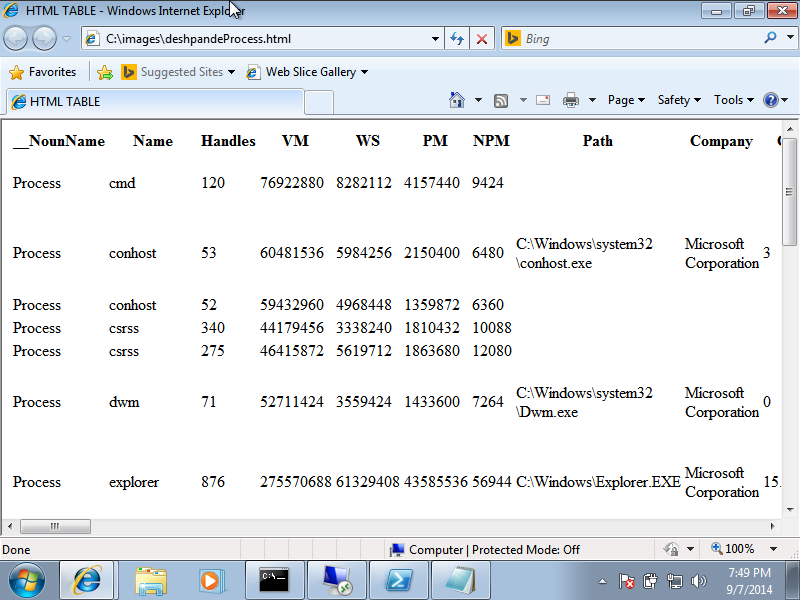 HTML TABLE - Windows Internet Explorer
C:\images\deshpandeProcess.html
Bing
Favorites Suggested Sites Web Slice Gallery
HTML TABLE Page Safety Tools
__NounName Name Handles VM WS PM NPM Path Company
Process cmd 120 76922880 8282112 4157440 9424
Process conhost 53 60481536 5984256 2150400 6480 C:\Windows\system32
\conhost.exe Microsoft
Corporation 3
Process conhost 52 59432960 4968448 1359872 6360
Process csrss 340 44179456 3338240 1810432 10088
Process csrss 275 46415872 5619712 1863680 12080
Process dwm 71 52711424 3559424 1433600 7264 C:\Windows\system32
\Dwm.exe Microsoft
Corporation 0
Process explorer 876 275570688 61329408 43585536 56944 C:\Windows\Explorer.EXE Microsoft
Corporation 15.
Done Computer | Protected Mode: Off 100%
C:\_
7:49 PM
9/7/2014